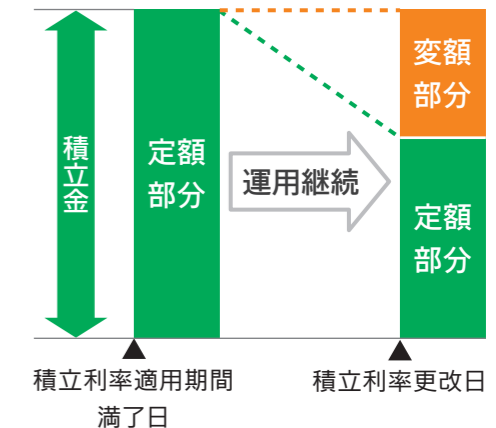 積立金
定額
部分
運用継続
変額
部分
定額
部分
積立利率適用期間
満了日
積立利率更改日